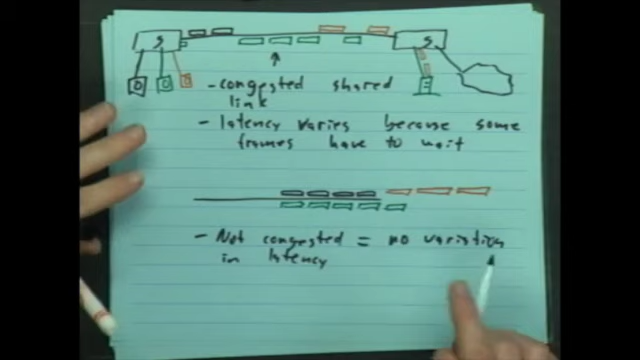 S
S
- congested shared
link
- latency varies because some
frames have to wait
- Not congested = no variation
in latency